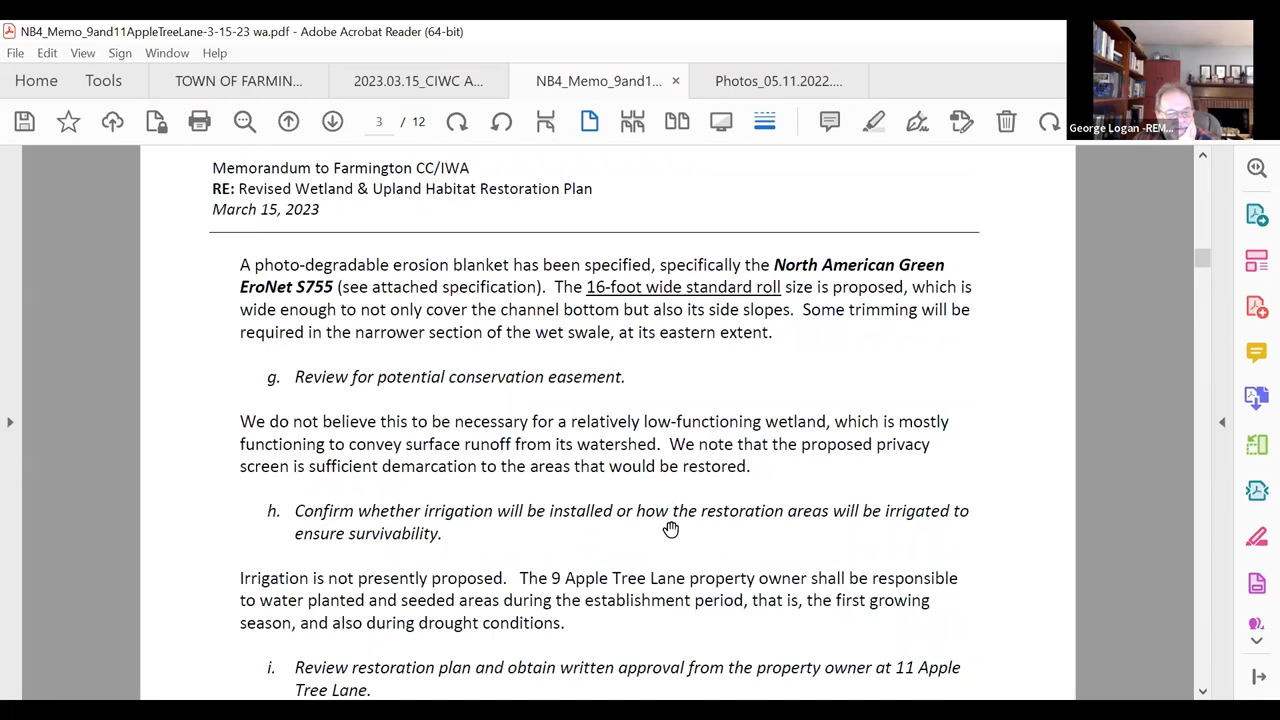 NB4_Memo_9and11AppleTreeLane-3-15-23 wa.pdf - Adobe Acrobat Reader (64-bit)
File Edit View Sign Window Help
Home Tools TOWN OF FARMIN... 2023.03.15_CIWC A... NB4_Memo_9and1... × Photos_05.11.2022....
3 / 12
George Logan -REM...
Memorandum to Farmington CC/IWA
RE: Revised Wetland & Upland Habitat Restoration Plan
March 15, 2023
A photo-degradable erosion blanket has been specified, specifically the North American Green
EroNet S755 (see attached specification). The 16-foot wide standard roll size is proposed, which is
wide enough to not only cover the channel bottom but also its side slopes. Some trimming will be
required in the narrower section of the wet swale, at its eastern extent.
g. Review for potential conservation easement.
We do not believe this to be necessary for a relatively low-functioning wetland, which is mostly
functioning to convey surface runoff from its watershed. We note that the proposed privacy
screen is sufficient demarcation to the areas that would be restored.
h. Confirm whether irrigation will be installed or how the restoration areas will be irrigated to
ensure survivability.
Irrigation is not presently proposed. The 9 Apple Tree Lane property owner shall be responsible
to water planted and seeded areas during the establishment period, that is, the first growing
season, and also during drought conditions.
i. Review restoration plan and obtain written approval from the property owner at 11 Apple
Tree Lane.